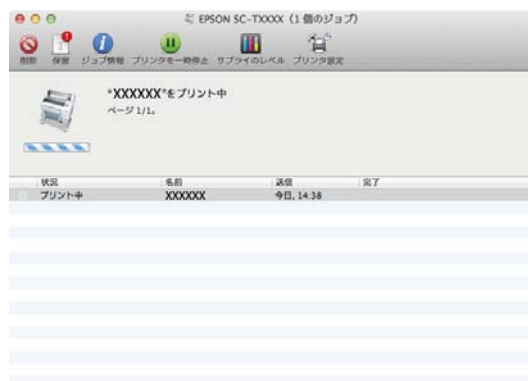 EPSON SC-TXXXX（1 個のジョブ）
削除 保留 ジョブ情報 プリンタを一時停止 サプライのレベル プリンタ設定
“XXXXXX”をプリント中
ページ 1/1。
状況 名前 送信 完了
プリント中 XXXXXX 今日, 14:38